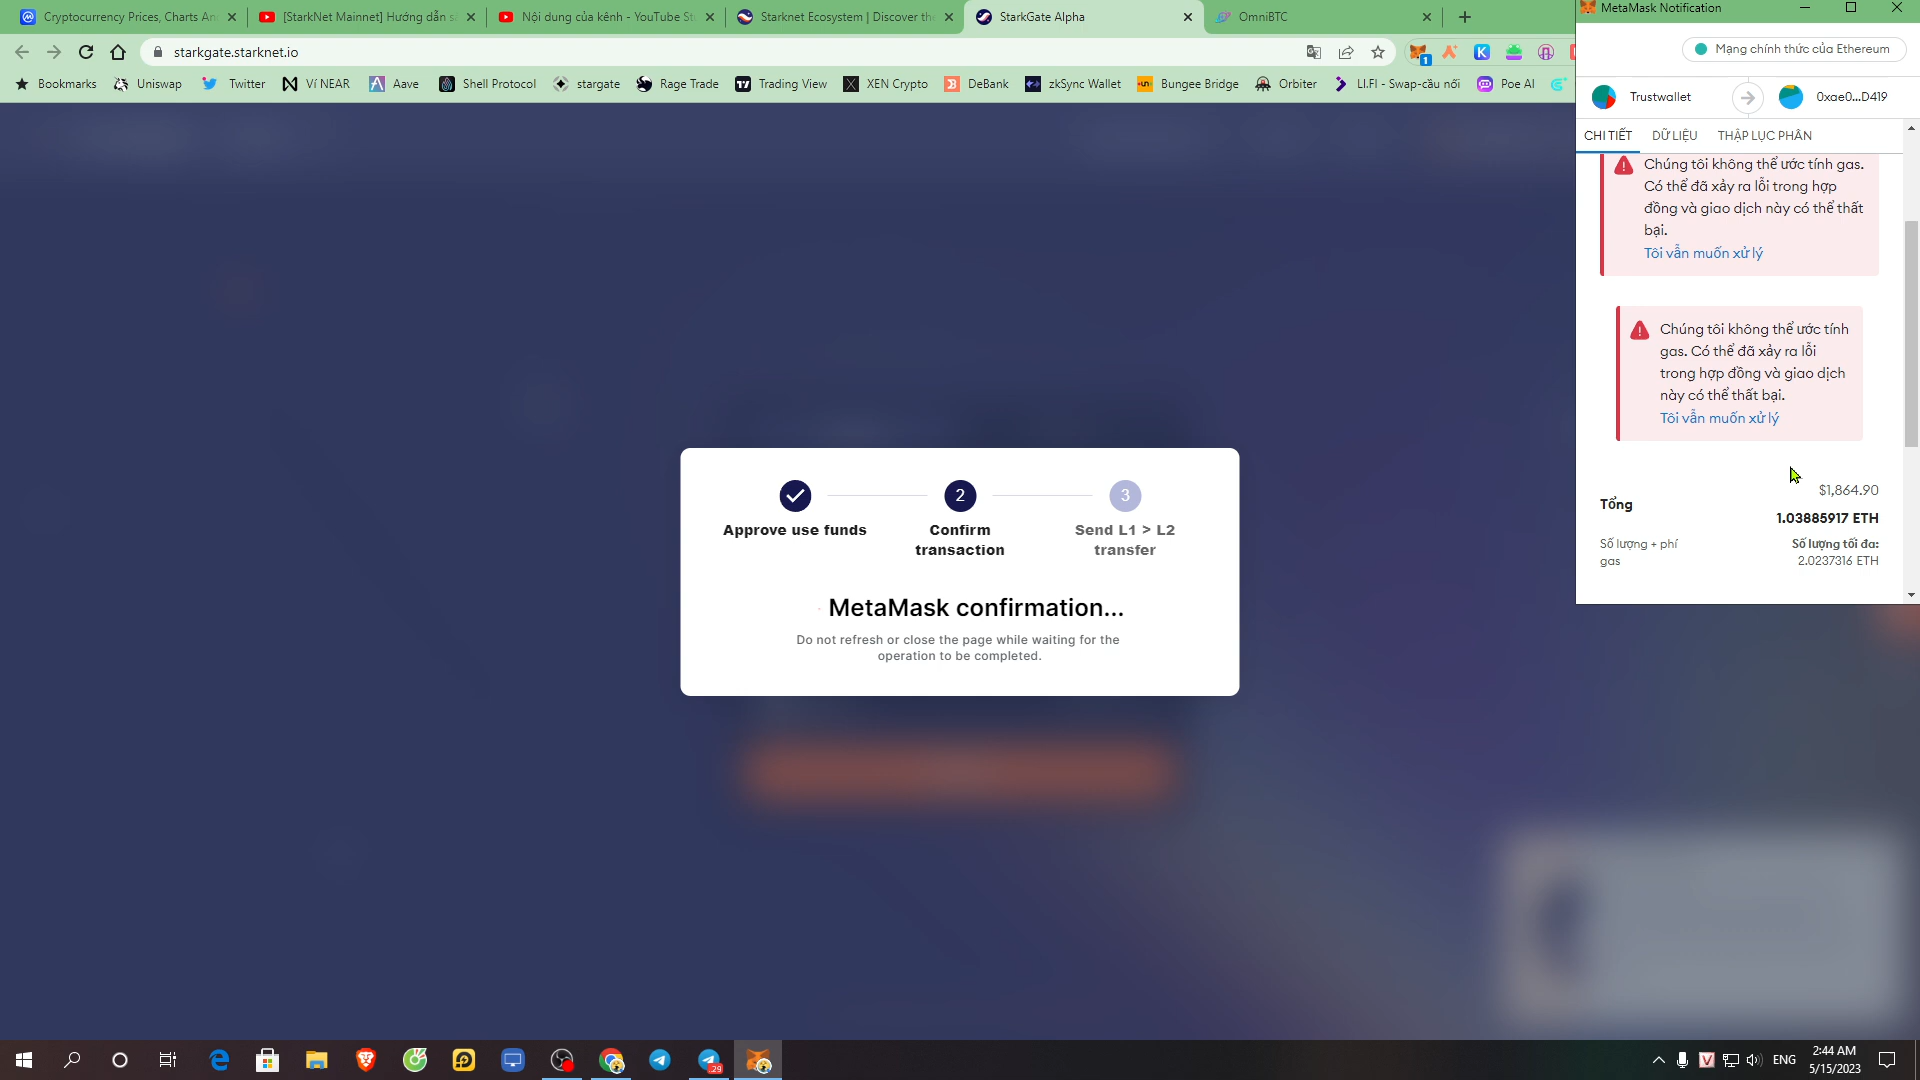 Cryptocurrency Prices, Charts An
[StarkNet Mainnet] Hướng dẫn sâ
Nội dung của kênh - YouTube St
Starknet Ecosystem | Discover the
StarkGate Alpha
OmniBTC
MetaMask Notification
starkgate.starknet.io
1
Bookmarks
Uniswap
Twitter
Ví NEAR
Aave
Shell Protocol
stargate
Rage Trade
Trading View
XEN Crypto
DeBank
zkSync Wallet
Bungee Bridge
Orbiter
LI.FI - Swap-cầu nối
Poe AI
Mạng chính thức của Ethereum
Trustwallet
0xae0...D419
CHI TIẾT
DỮ LIỆU
THẬP LỤC PHÂN
Chúng tôi không thể ước tính gas.
Có thể đã xảy ra lỗi trong hợp
đồng và giao dịch này có thể thất
bại.
Tôi vẫn muốn xử lý
Chúng tôi không thể ước tính
gas. Có thể đã xảy ra lỗi
trong hợp đồng và giao dịch
này có thể thất bại.
Tôi vẫn muốn xử lý
$1,864.90
Tổng
1.03885917 ETH
Số lượng + phí
gas
Số lượng tối đa:
2.0237316 ETH
2
3
Approve use funds
Confirm
transaction
Send L1 > L2
transfer
MetaMask confirmation...
Do not refresh or close the page while waiting for the
operation to be completed.
29
ENG
2:44 AM
5/15/2023